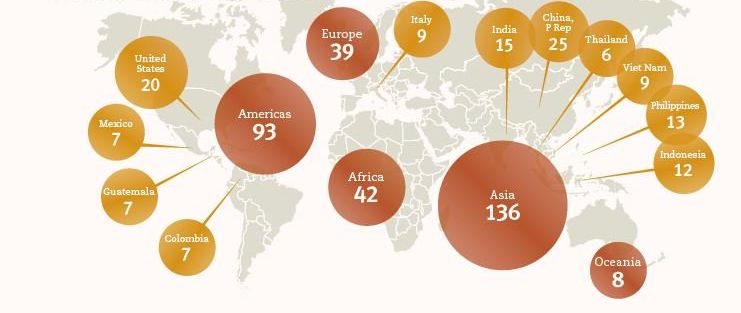 United
States
20
Mexico
7
Guatemala
7
Colombia
7
Americas
93
Europe
39
Italy
9
Africa
42
India
15
China,
P Rep
25
Thailand
6
Viet Nam
9
Philippines
13
Indonesia
12
Asia
136
Oceania
8